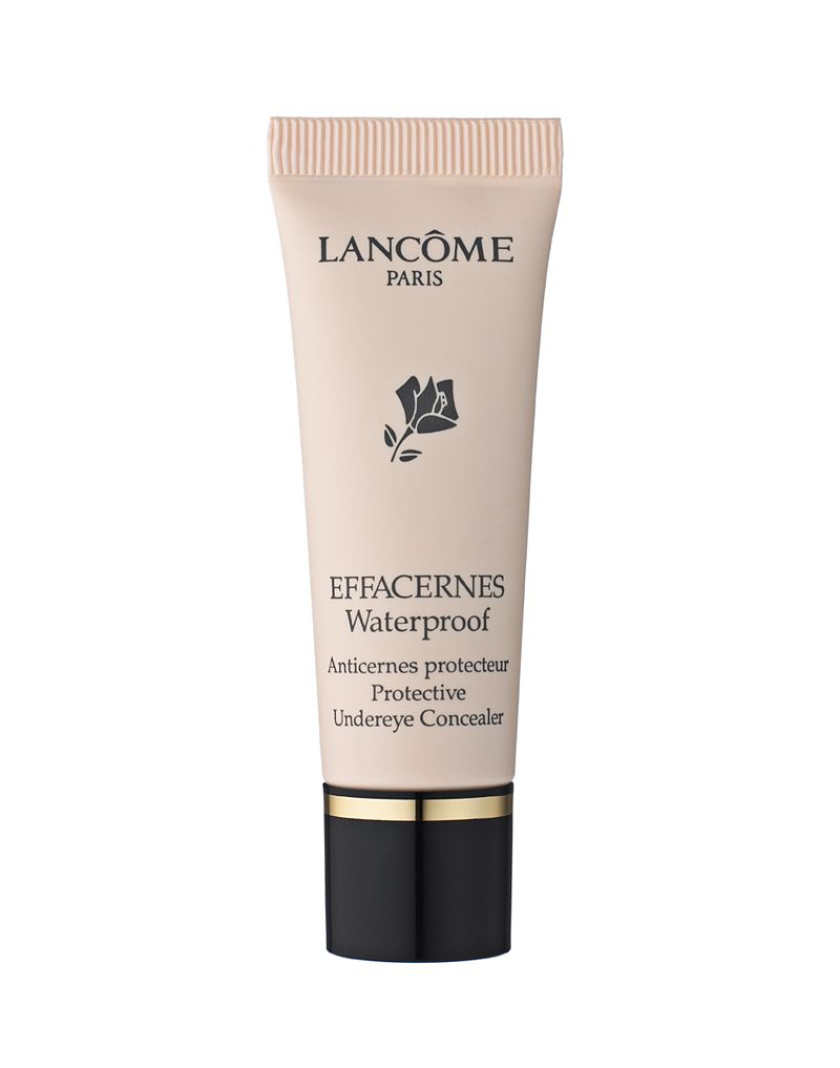 LANCÔME
PARIS
EFFACERNES
Waterproof
Anticernes protecteur
Protective
Undereye Concealer